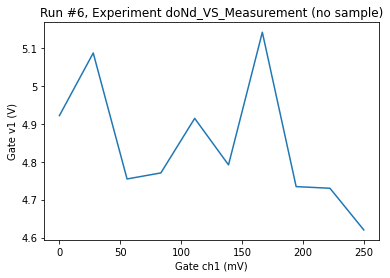 Run #6, Experiment doNd_VS_Measurement (no sample)
5.1
5
4.9
4.8
4.7
4.6
Gate v1 (V)
0 50 100 150 200 250
Gate ch1 (mV)